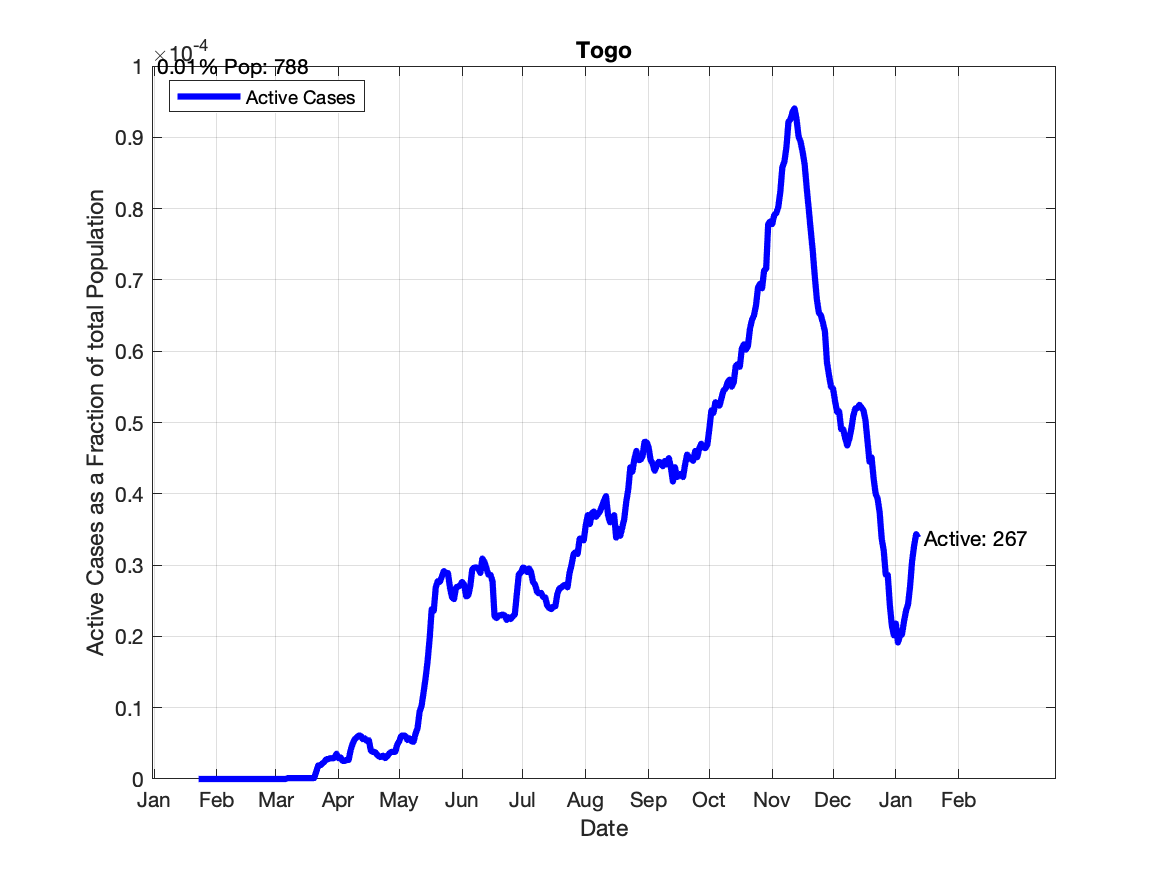 Togo
×10-4
0.01% Pop: 788
Active Cases
1
0.9
0.8
0.7
0.6
0.5
0.4
0.3
0.2
0.1
0
Active Cases as a Fraction of total Population
Active: 267
Jan Feb Mar Apr May Jun Jul Aug Sep Oct Nov Dec Jan Feb
Date